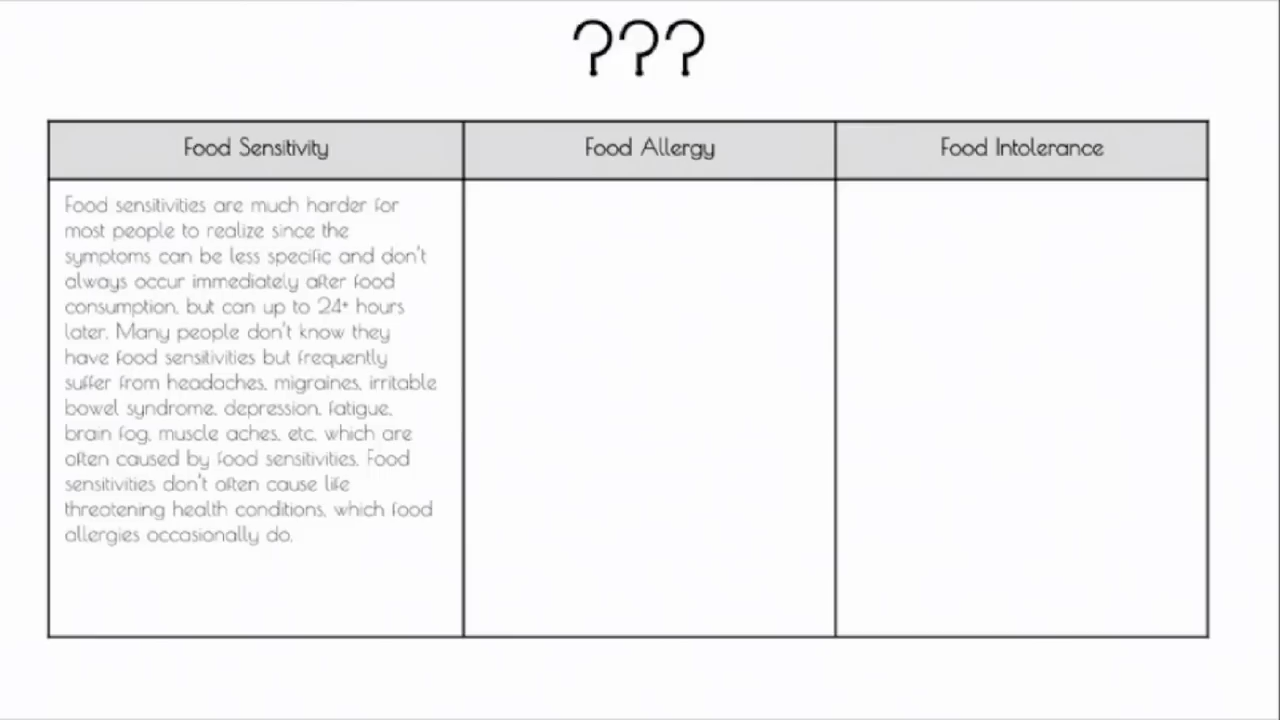 ???
Food Sensitivity
Food Allergy
Food Intolerance
Food sensitivities are much harder for
most people to realize since the
symptoms can be less specific and don't
always occur immediately after food
consumption, but can up to 24+ hours
later. Many people don't know they
have food sensitivities but frequently
suffer from headaches, migraines, irritable
bowel syndrome, depression, fatigue,
brain fog, muscle aches, etc. which are
often caused by food sensitivities. Food
sensitivities don't often cause life
threatening health conditions, which food
allergies occasionally do.